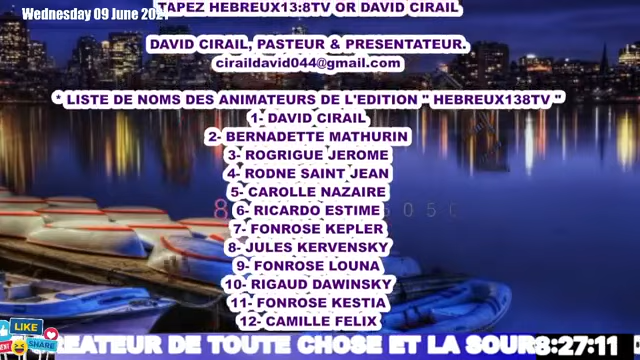 TAPEZ HEBREUX13:8TV OR DAVID CIRAIL
Wednesday 09 June 2021
DAVID CIRAIL, PASTEUR & PRESENTATEUR.
ciraildavid044@gmail.com
* LISTE DE NOMS DES ANIMATEURS DE L'EDITION " HEBREUX138TV "
1- DAVID CIRAIL
2- BERNADETTE MATHURIN
3- ROGRIGUE JEROME
4- RODNE SAINT JEAN
5- CAROLLE NAZAIRE
6- RICARDO ESTIME
7- FONROSE KEPLER
8- JULES KERVENSKY
9- FONROSE LOUNA
10- RIGAUD DAWINSKY
11- FONROSE KESTIA
12- CAMILLE FELIX
LIKE
SHARE
DE TOUTE CHOSE ET LA
8:27:11